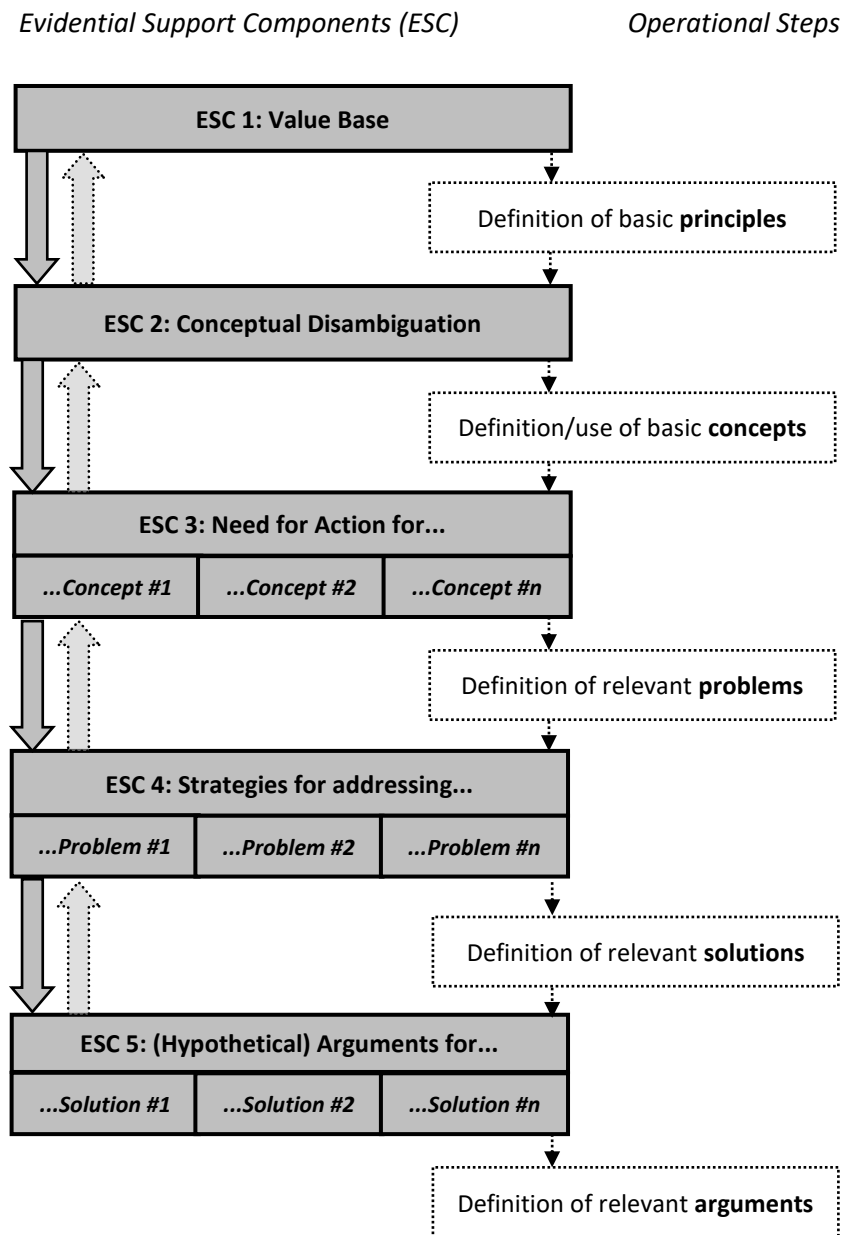 Evidential Support Components (ESC)
Operational Steps
ESC 1: Value Base
Definition of basic principles
ESC 2: Conceptual Disambiguation
Definition/use of basic concepts
ESC 3: Need for Action for...
...Concept #1
...Concept #2
...Concept #n
Definition of relevant problems
ESC 4: Strategies for addressing...
...Problem #1
...Problem #2
...Problem #n
Definition of relevant solutions
ESC 5: (Hypothetical) Arguments for...
...Solution #1
...Solution #2
...Solution #n
Definition of relevant arguments